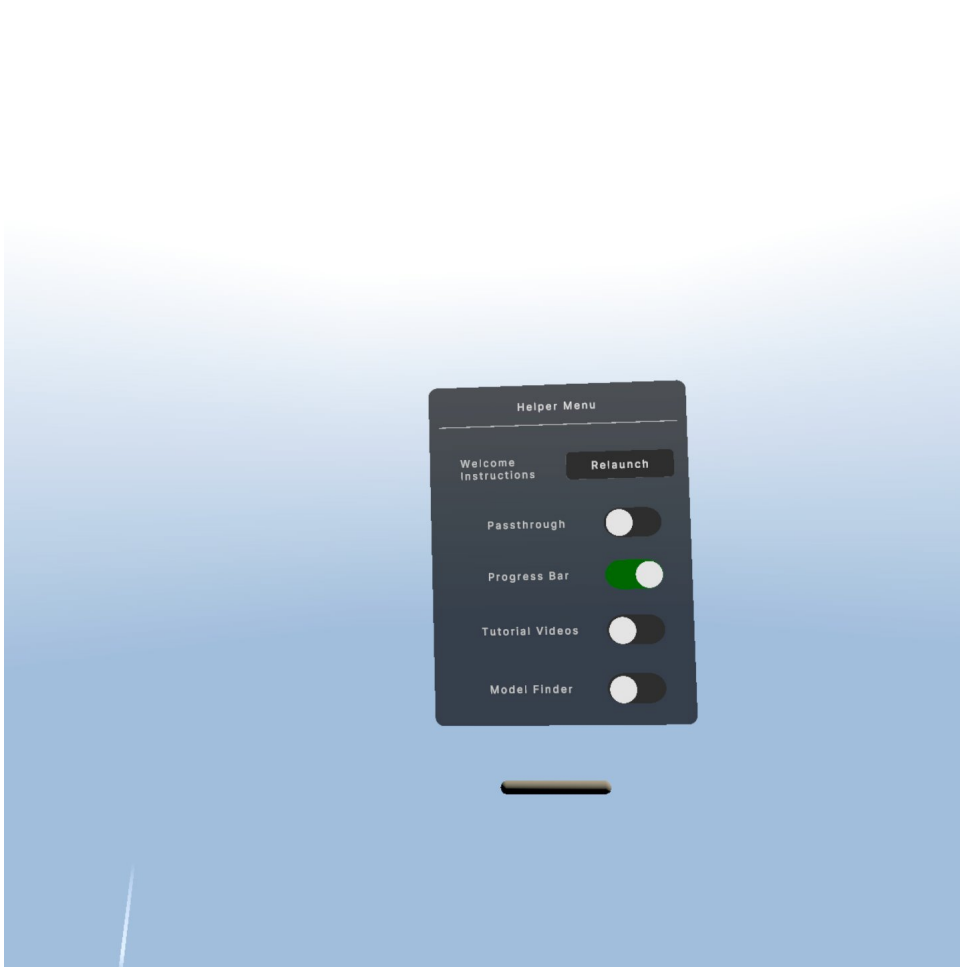 Helper Menu
Welcome
Instructions
Relaunch
Passthrough
Progress Bar
Tutorial Videos
Model Finder